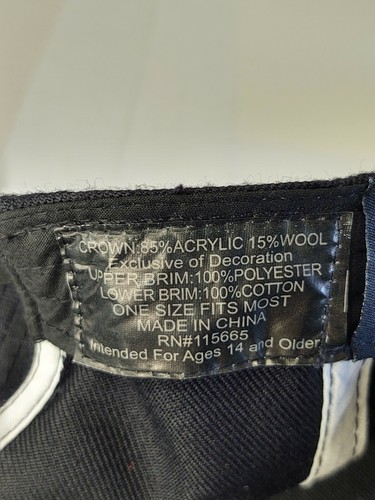 CROWN:85%ACRYLIC 15%WOOL
Exclusive of Decoration
UPPER BRIM:100%POLYESTER
LOWER BRIM:100%COTTON
ONE SIZE FITS MOST
MADE IN CHINA
RN#115665
Intended For Ages 14 and Older